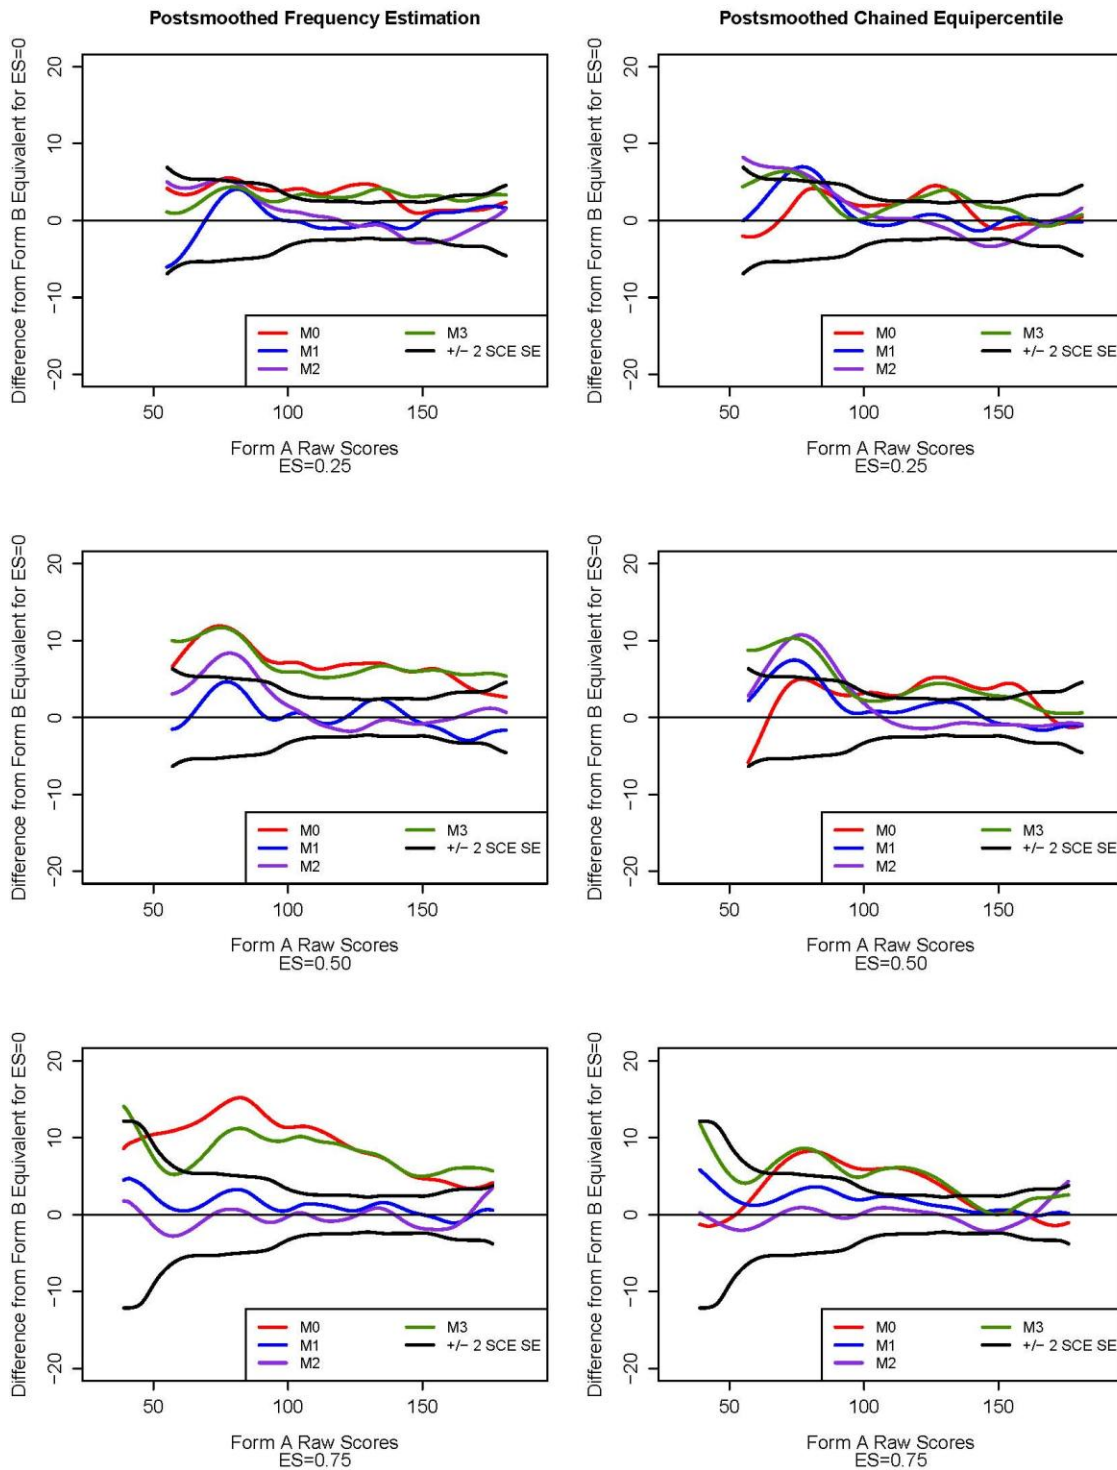 Postsmoothed Frequency Estimation
Difference from Form B Equivalent for ES=0
20
10
0
−10
−20
M0
M1
M2
M3
+/− 2 SCE SE
50
100
150
Form A Raw Scores
ES=0.25
Postsmoothed Chained Equipercentile
Difference from Form B Equivalent for ES=0
20
10
0
−10
−20
M0
M1
M2
M3
+/− 2 SCE SE
50
100
150
Form A Raw Scores
ES=0.25
Difference from Form B Equivalent for ES=0
20
10
0
−10
−20
M0
M1
M2
M3
+/− 2 SCE SE
50
100
150
Form A Raw Scores
ES=0.50
Difference from Form B Equivalent for ES=0
20
10
0
−10
−20
M0
M1
M2
M3
+/− 2 SCE SE
50
100
150
Form A Raw Scores
ES=0.50
Difference from Form B Equivalent for ES=0
20
10
0
−10
−20
M0
M1
M2
M3
+/− 2 SCE SE
50
100
150
Form A Raw Scores
ES=0.75
Difference from Form B Equivalent for ES=0
20
10
0
−10
−20
M0
M1
M2
M3
+/− 2 SCE SE
50
100
150
Form A Raw Scores
ES=0.75